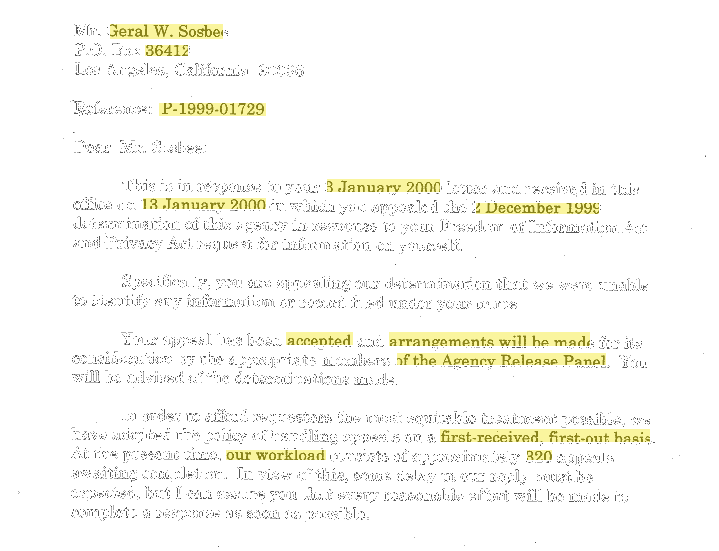 Mr. Geral W. Sosbee
P.O. Box 36412
Los Angeles, California 90036
Reference: P-1999-01729
Dear Mr. Sosbee:
This is in response to your 3 January 2000 letter and received in this
office on 13 January 2000 in which you appealed the 2 December 1999
determination of this agency in response to your Freedom of Information Act
and Privacy Act request for information on yourself.
Specifically, you are appealing our determination that we were unable
to identify any information or record filed under your name.
Your appeal has been accepted and arrangements will be made for its
consideration by the appropriate members of the Agency Release Panel. You
will be advised of the determinations made.
In order to afford requesters the most equitable treatment possible, we
have adopted the policy of handling appeals on a first-received, first-out basis.
At the present time, our workload consists of approximately 320 appeals
awaiting completion. In view of this, some delay in our reply must be
expected, but I can assure you that every reasonable effort will be made to
complete a response as soon as possible.